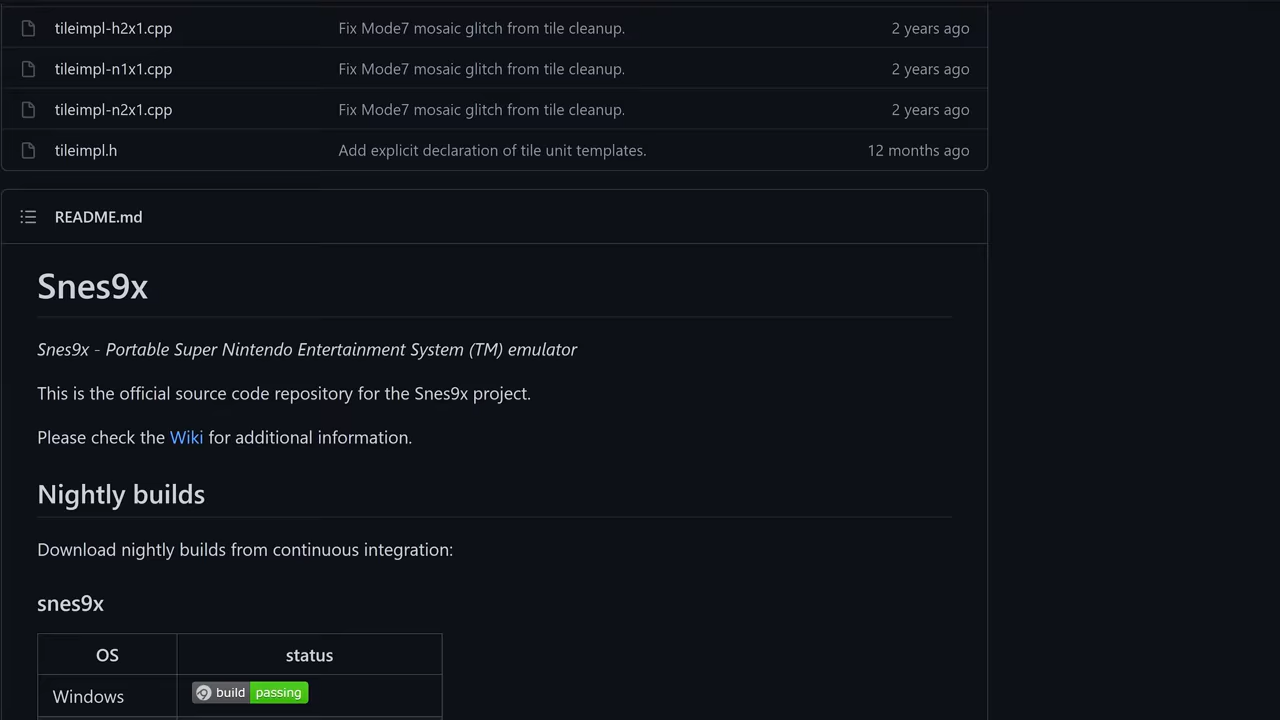 tileimpl-h2x1.cpp Fix Mode7 mosaic glitch from tile cleanup. 2 years ago
tileimpl-n1x1.cpp Fix Mode7 mosaic glitch from tile cleanup. 2 years ago
tileimpl-n2x1.cpp Fix Mode7 mosaic glitch from tile cleanup. 2 years ago
tileimpl.h Add explicit declaration of tile unit templates. 12 months ago
README.md
Snes9x
Snes9x - Portable Super Nintendo Entertainment System (TM) emulator
This is the official source code repository for the Snes9x project.
Please check the Wiki for additional information.
Nightly builds
Download nightly builds from continuous integration:
snes9x
OS status
Windows build passing